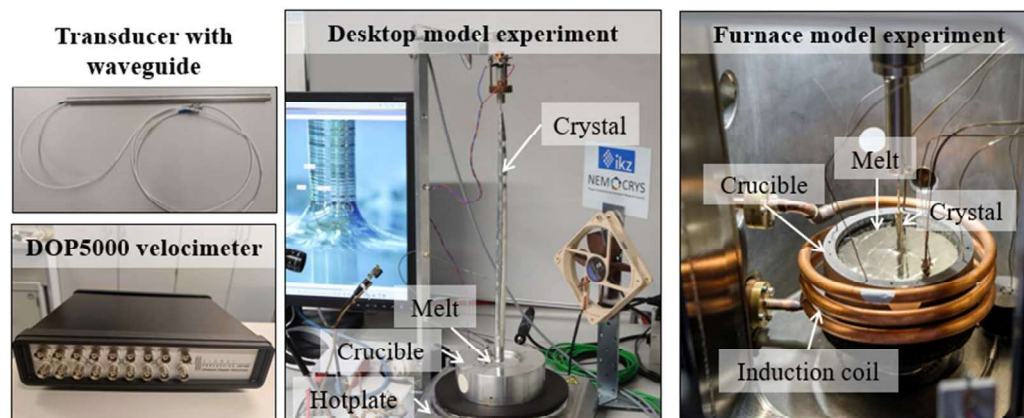 Transducer with
waveguide
DOP5000 velocimeter
Desktop model experiment
Crystal
ikz
NEMOCRYS
Melt
Crucible
Hotplate
Furnace model experiment
Melt
Crucible
Crystal
Induction coil